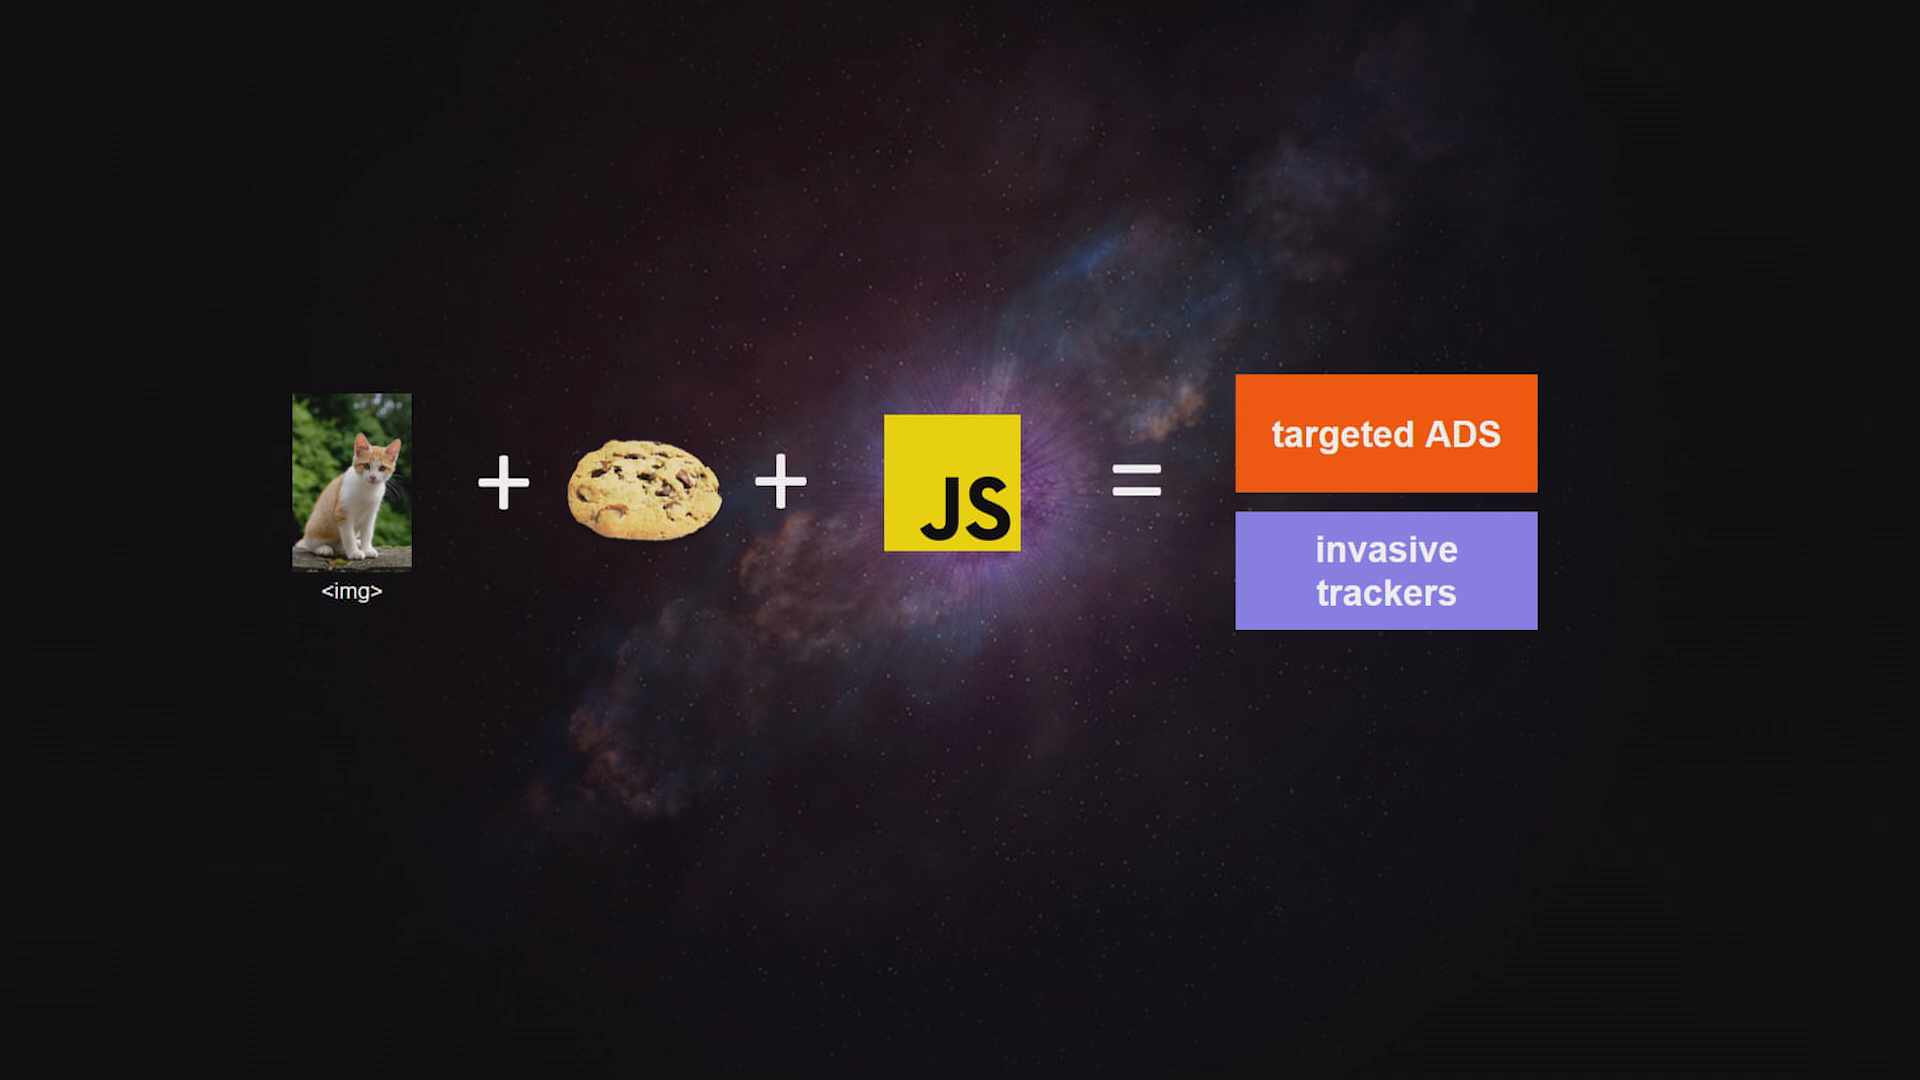 <img>
+
+
JS
=
targeted ADS
invasive
trackers